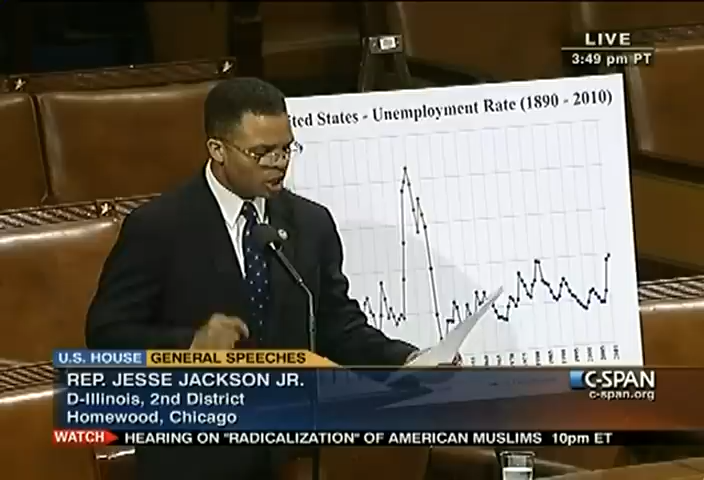 LIVE
3:49 pm PT
ted States - Unemployment Rate (1890 - 2010)
U.S. HOUSE GENERAL SPEECHES
REP. JESSE JACKSON JR.
D-Illinois, 2nd District
Homewood, Chicago
C-SPAN
c-span.org
WATCH HEARING ON "RADICALIZATION" OF AMERICAN MUSLIMS 10pm ET